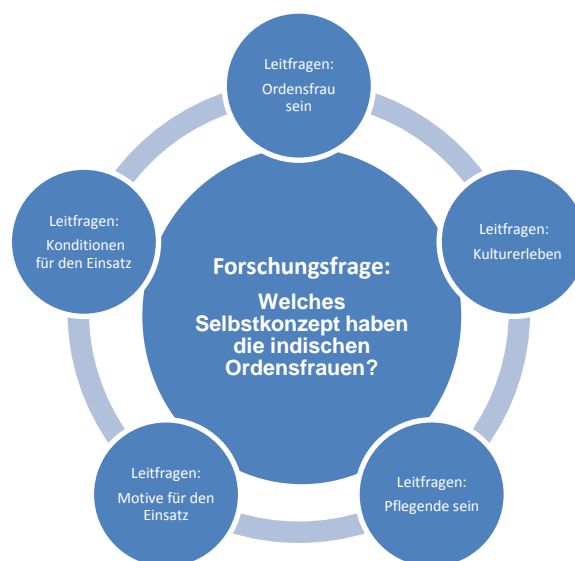 Leitfragen:
Ordensfrau
sein
Leitfragen:
Konditionen
für den Einsatz
Leitfragen:
Kulturerleben
Forschungsfrage:
Welches
Selbstkonzept haben
die indischen
Ordensfrauen?
Leitfragen:
Motive für den
Einsatz
Leitfragen:
Pflegende sein